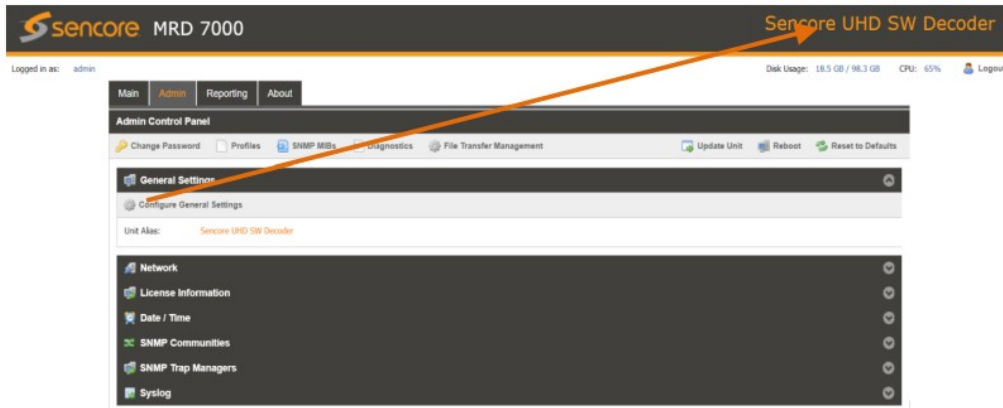 sencore MRD 7000
Sencore UHD SW Decoder
Logged in as: admin
Disk Usage: 18.5 GB / 98.3 GB CPU: 65% Logou
Main Admin Reporting About
Admin Control Panel
Change Password Profiles SNMP MIBs Diagnostics File Transfer Management Update Unit Reboot Reset to Defaults
General Settings
Configure General Settings
Unit Alias: Sencore UHD SW Decoder
Network
License Information
Date / Time
SNMP Communities
SNMP Trap Managers
Syslog